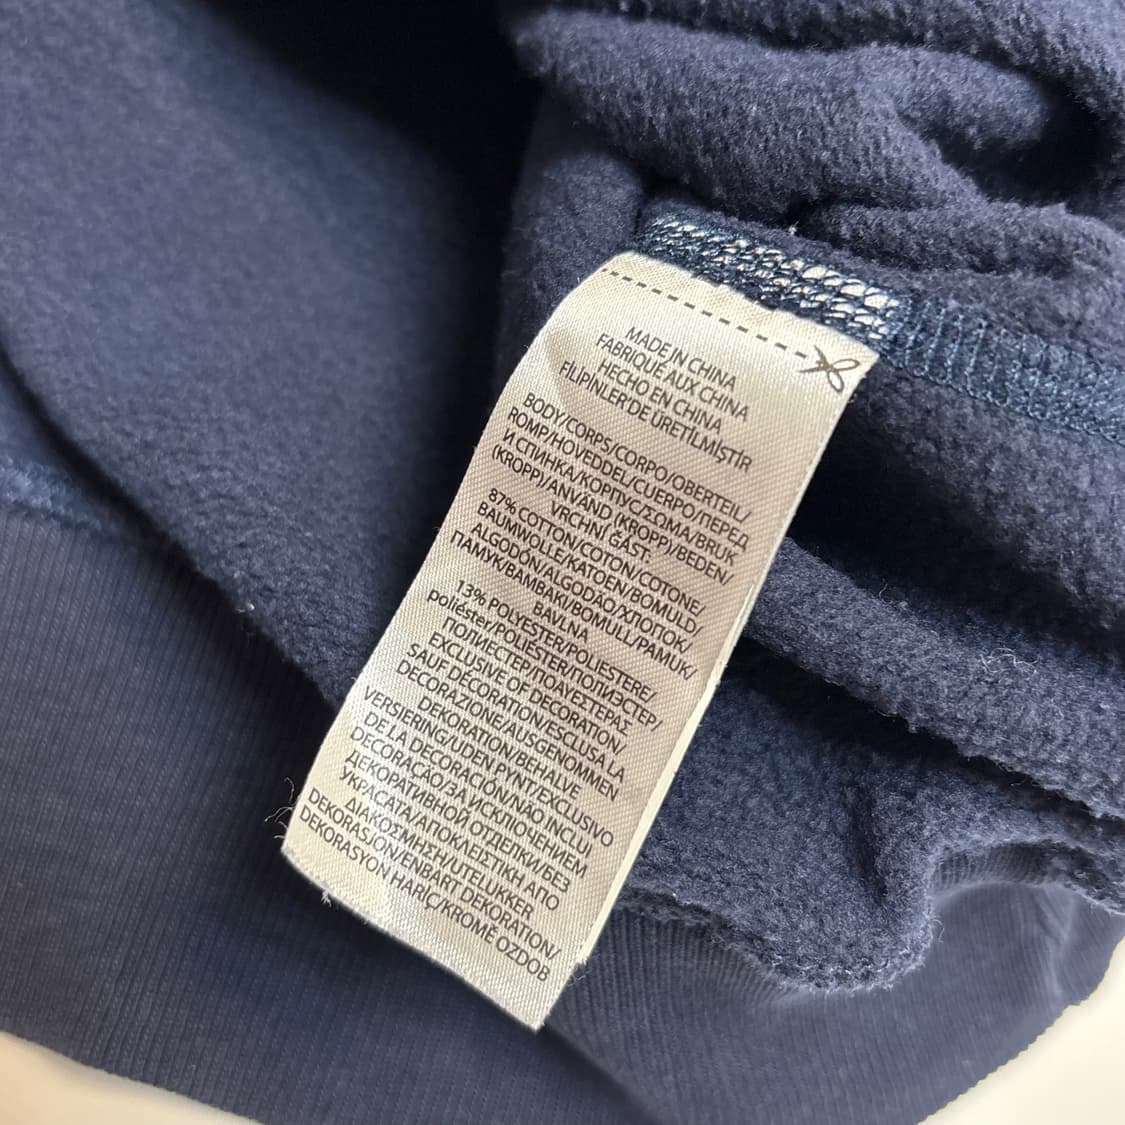 MADE IN CHINA
FABRIQUÉ AUX CHINA
HECHO EN CHINA
FİLİPİNLER'DE ÜRETİLMİŞTİR
BODY/CORPS/CORPO/OBERTEIL/
ROMP/HOVEDDEL/CUERPO/ПЕРЕД
И СПИНКА/КОРПУС/ΣΩΜΑ/BRUK
(KROPP)/ANVÄND (KROPP)/BEDEN/
VRCHNÍ ČÁST
87% COTTON/COTON/COTONE/
BAUMWOLLE/KATOEN/BOMULD/
ALGODÓN/ALGODÃO/ХЛОПОК/
ПАМУК/ΒΑΜΒΑΚΙ/BOMULL/PAMUK/
BAVLNA
13% POLYESTER/POLIESTERE/
poliéster/POLIESTER/ПОЛИЭСТЕР/
ПОЛИЕСТЕР/ΠΟΛΥΕΣΤΕΡΑΣ
EXCLUSIVE OF DECORATION/
SAUF DÉCORATION/ESCLUSA LA
DECORAZIONE/AUSGENOMMEN
DEKORATION/BEHALVE
VERSIERING/UDEN PYNT/EXCLUSIVO
DE LA DECORACIÓN/NÃO INCLUI
DECORAÇÃO/ЗА ИСКЛЮЧЕНИЕМ
ДЕКОРАТИВНОЙ ОТДЕЛКИ/БЕЗ
УКРАСАТА/ΑΠΟΚΛΕΙΣΤΙΚΗ ΑΠΟ
ΔΙΑΚΟΣΜΗΣΗ/UTELUKKER
DEKORASJON/ENBART DEKORATION/
DEKORASYON HARİÇ/KROMĚ OZDOB